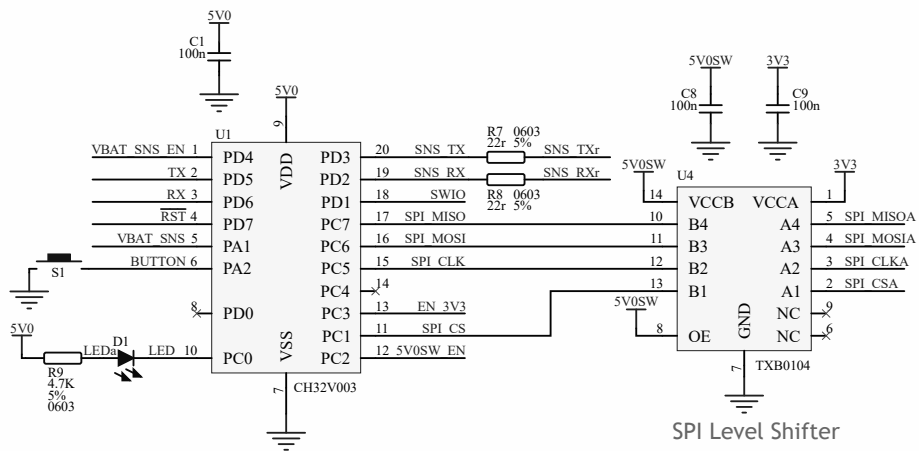 5V0
C1
100n
5V0
9
U1
VDD
VBAT_SNS_EN 1 PD4
TX 2 PD5
RX 3 PD6
RST 4 PD7
VBAT_SNS 5 PA1
S1 BUTTON 6 PA2
8 PD0
5V0
R9
4.7K
5%
0603
LEDa
D1
LED 10 PC0
VSS
7
CH32V003
PD3 20 SNS_TX
R7 0603
22r 5%
SNS_TXr
PD2 19 SNS_RX
R8 0603
22r 5%
SNS_RXr
PD1 18 SWIO
PC7 17 SPI_MISO
PC6 16 SPI_MOSI
PC5 15 SPI_CLK
PC4 14
PC3 13 EN_3V3
PC1 11 SPI_CS
PC2 12 5V0SW_EN
5V0SW
C8
100n
3V3
C9
100n
5V0SW
U4
3V3
14 VCCB VCCA 1
10 B4 A4 5 SPI_MISOA
11 B3 A3 4 SPI_MOSIA
12 B2 A2 3 SPI_CLKA
13 B1 A1 2 SPI_CSA
5V0SW
NC 9
8 OE NC 6
GND
7
TXB0104
SPI Level Shifter